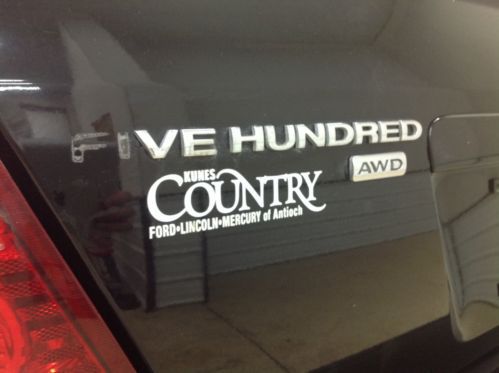 FIVE HUNDRED
AWD
KUNES
COUNTRY
FORD•LINCOLN•MERCURY of Antioch